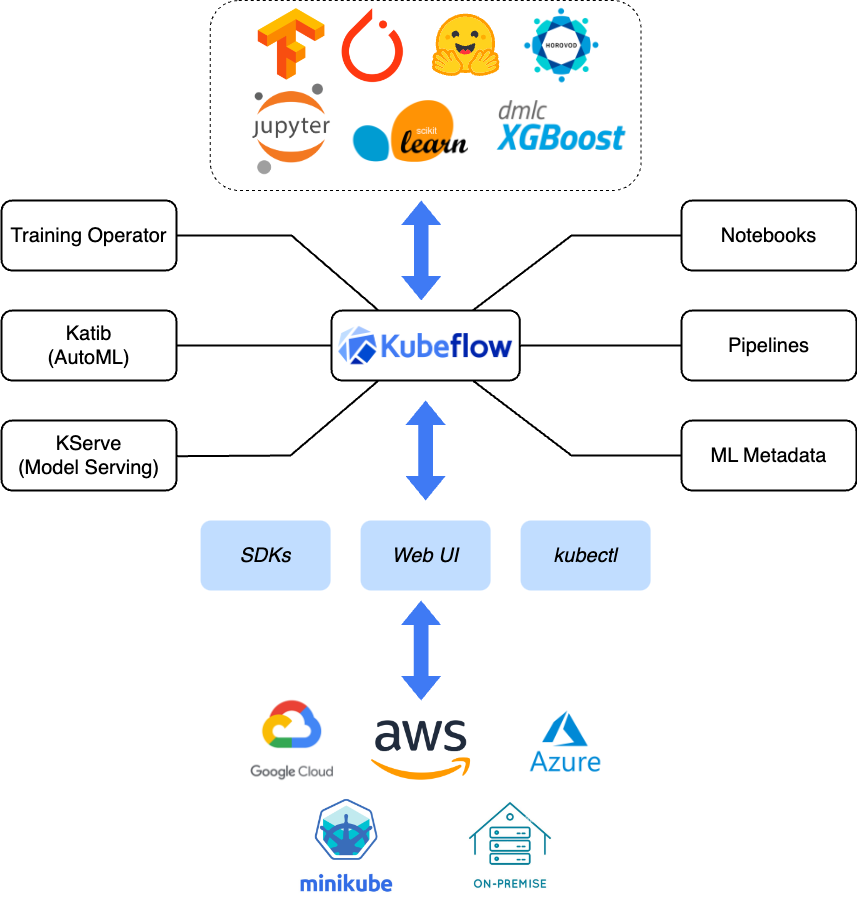 HOROVOD
jupyter
scikit
learn
dmlc
XGBoost
Training Operator
Notebooks
Katib
(AutoML)
Kubeflow
Pipelines
KServe
(Model Serving)
ML Metadata
SDKs
Web UI
kubectl
Google Cloud
aws
Azure
minikube
ON-PREMISE